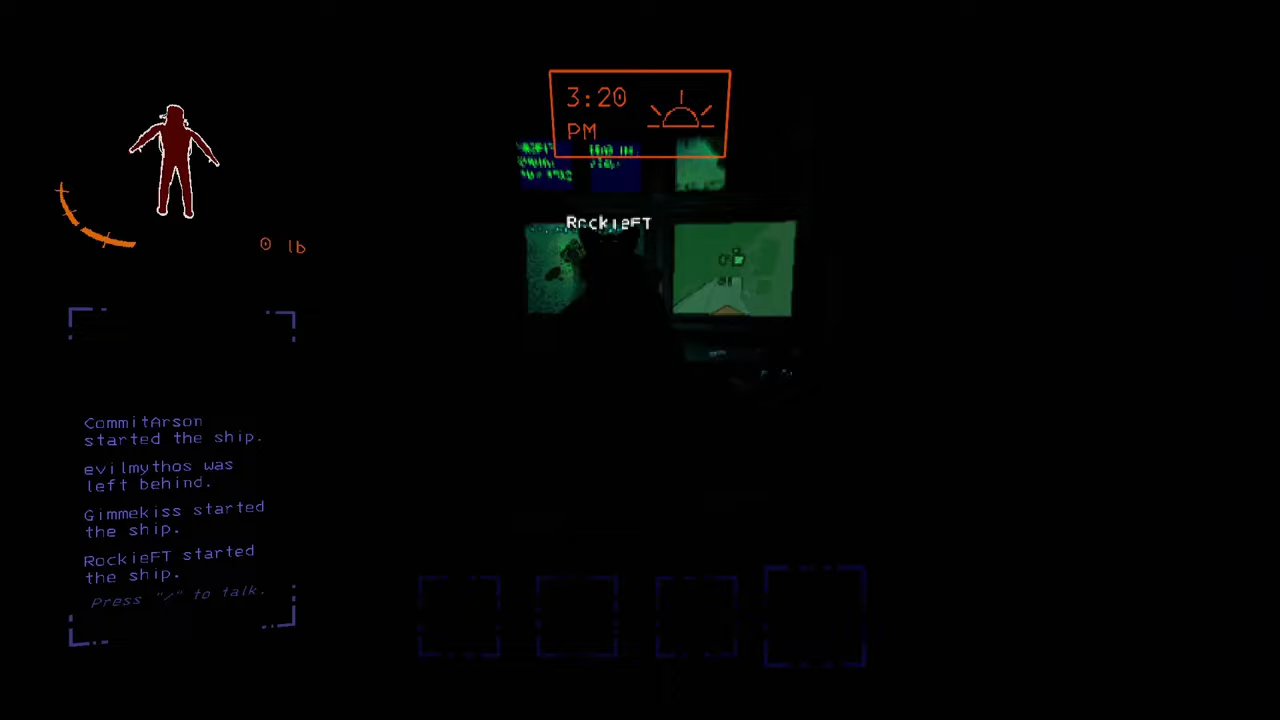 3:20
PM
RockieFT
0 lb
CommitArson
started the ship.
evilmythos was
left behind.
Gimmekiss started
the ship.
RockieFT started
the ship.
Press "/" to talk.